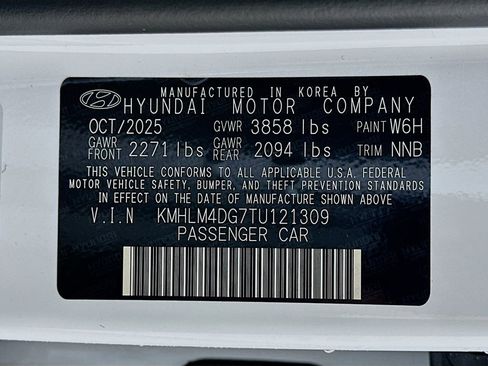 MANUFACTURED IN KOREA BY
HYUNDAI MOTOR COMPANY
OCT/2025 GVWR 3858 lbs PAINT W6H
GAWR FRONT 2271 lbs GAWR REAR 2094 lbs TRIM NNB
THIS VEHICLE CONFORMS TO ALL APPLICABLE U.S.A. FEDERAL
MOTOR VEHICLE SAFETY, BUMPER, AND THEFT PREVENTION STANDARDS
IN EFFECT ON THE DATE OF MANUFACTURE SHOWN ABOVE
V.I.N KMHLM4DG7TU121309
PASSENGER CAR